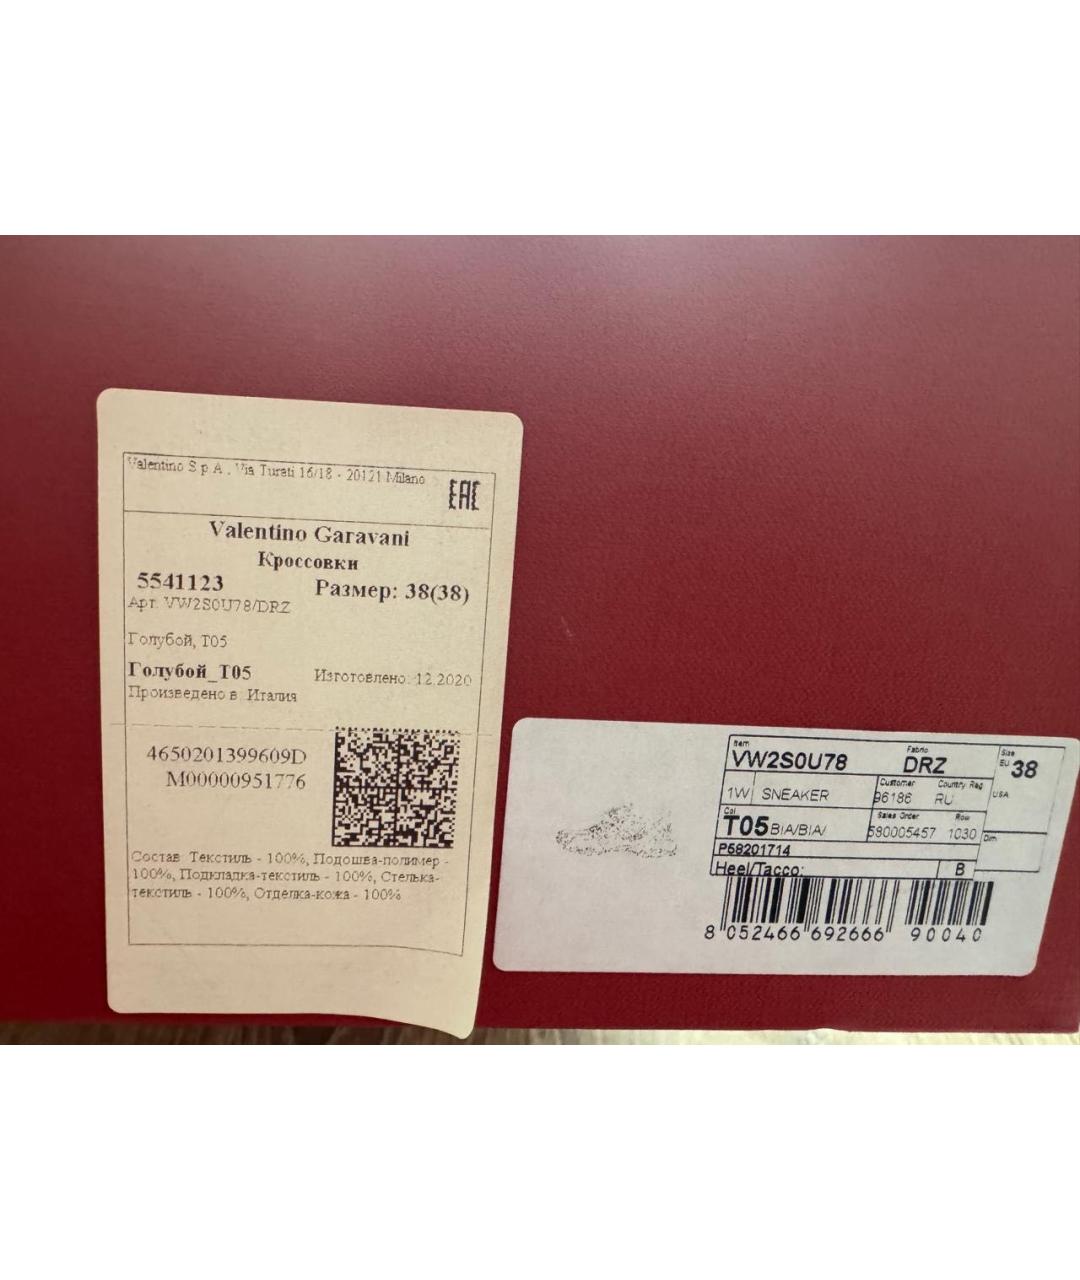 Valentino S.p.A., Via Turati 16/18 - 20121 Milano
EAC
Valentino Garavani
Кроссовки
5541123 Размер: 38(38)
Арт. VW2S0U78/DRZ
Голубой, T05
Голубой_T05 Изготовлено: 12.2020
Произведено в: Италия
4650201399609D
M00000951776
Состав: Текстиль - 100%, Подошва-полимер -
100%, Подкладка-текстиль - 100%, Стелька-
текстиль - 100%, Отделка-кожа - 100%
Item Fabric Size
VW2S0U78 DRZ EU 38
Customer Country Reg
1W SNEAKER 96186 RU USA
Col Sales Order Row
T05 BIA/BIA/ 580005457 1030 Dim
P58201714
Heel/Tacco: B
8 052466 692666 90040